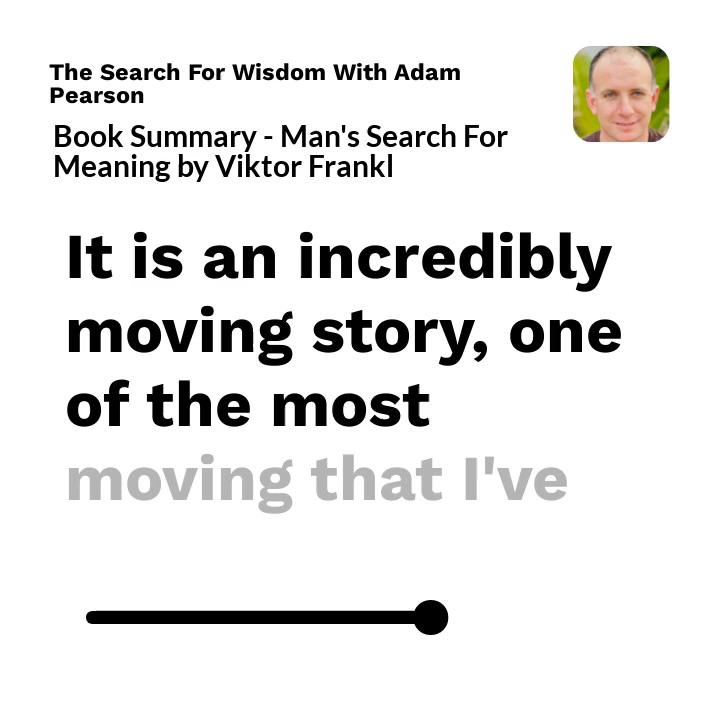 The Search For Wisdom With Adam
Pearson
Book Summary - Man's Search For
Meaning by Viktor Frankl
It is an incredibly
moving story, one
of the most
moving that I've